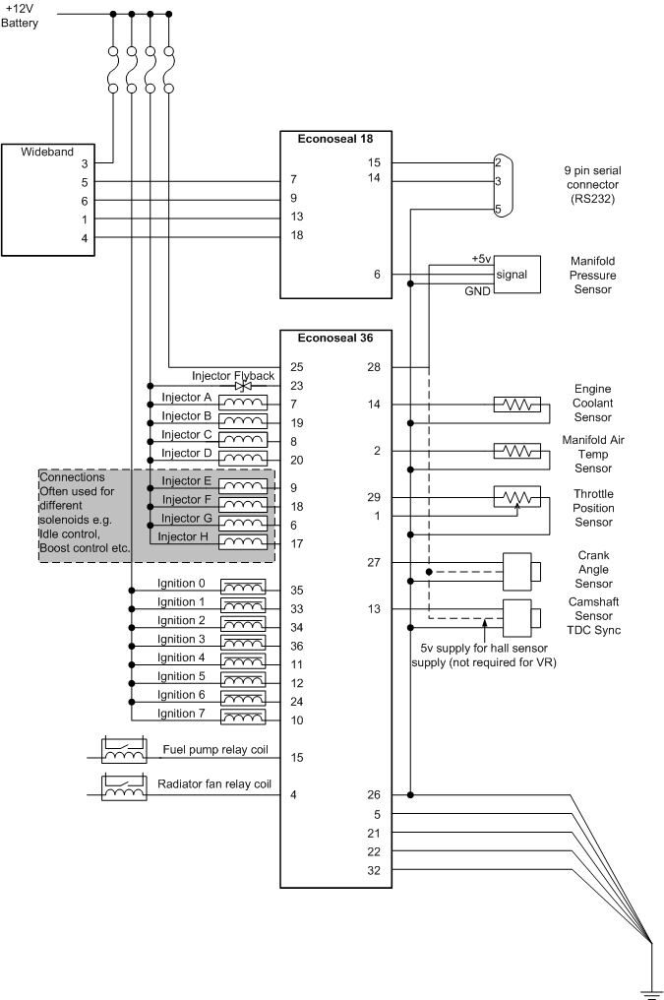 +12V
Battery
Wideband
3
5
6
1
4
Econoseal 18
7
9
13
18
15
14
6
2
3
5
9 pin serial
connector
(RS232)
+5v
signal
GND
Manifold
Pressure
Sensor
Econoseal 36
Injector Flyback
Injector A
Injector B
Injector C
Injector D
Connections
Often used for
different
solenoids e.g.
Idle control,
Boost control etc.
Injector E
Injector F
Injector G
Injector H
Ignition 0
Ignition 1
Ignition 2
Ignition 3
Ignition 4
Ignition 5
Ignition 6
Ignition 7
Fuel pump relay coil
Radiator fan relay coil
25
23
7
19
8
20
9
18
6
17
35
33
34
36
11
12
24
10
15
4
28
14
2
29
1
27
13
26
5
21
22
32
Engine
Coolant
Sensor
Manifold Air
Temp
Sensor
Throttle
Position
Sensor
Crank
Angle
Sensor
Camshaft
Sensor
TDC Sync
5v supply for hall sensor
supply (not required for VR)